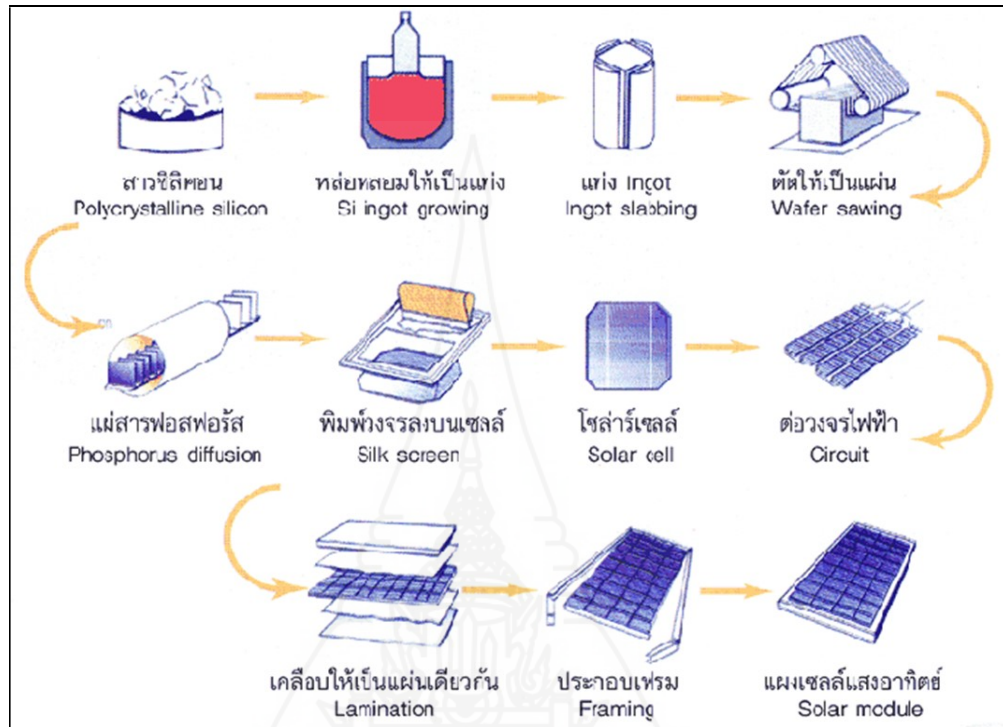 สารซิลิคอน
Polycrystalline silicon
หล่อหลอมให้เป็นแท่ง
Si ingot growing
แท่ง Ingot
Ingot slabbing
ตัดให้เป็นแผ่น
Wafer sawing
แผ่สารฟอสฟอรัส
Phosphorus diffusion
พิมพ์วงจรลงบนเซลล์
Silk screen
โซล่าร์เซลล์
Solar cell
ต่อวงจรไฟฟ้า
Circuit
เคลือบให้เป็นแผ่นเดียวกัน
Lamination
ประกอบเฟรม
Framing
แผงเซลล์แสงอาทิตย์
Solar module